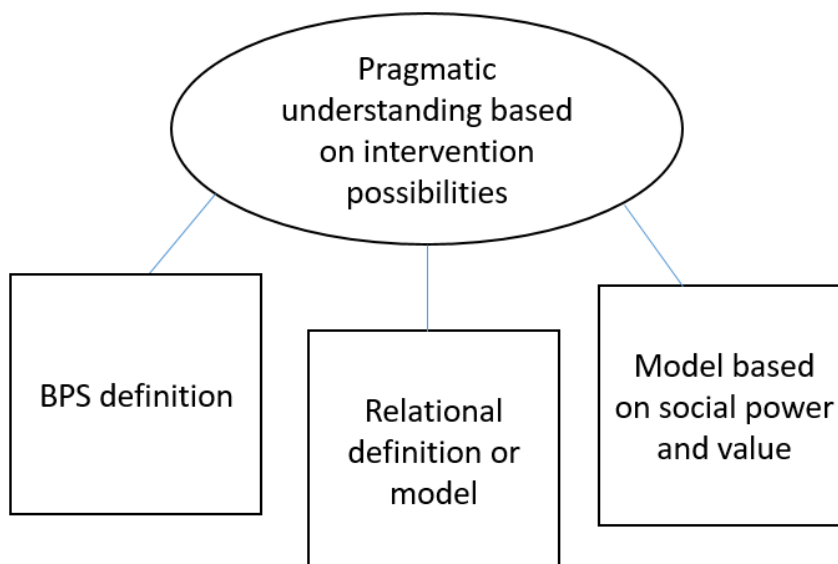 Pragmatic
understanding based
on intervention
possibilities
BPS definition
Relational
definition or
model
Model based
on social power
and value